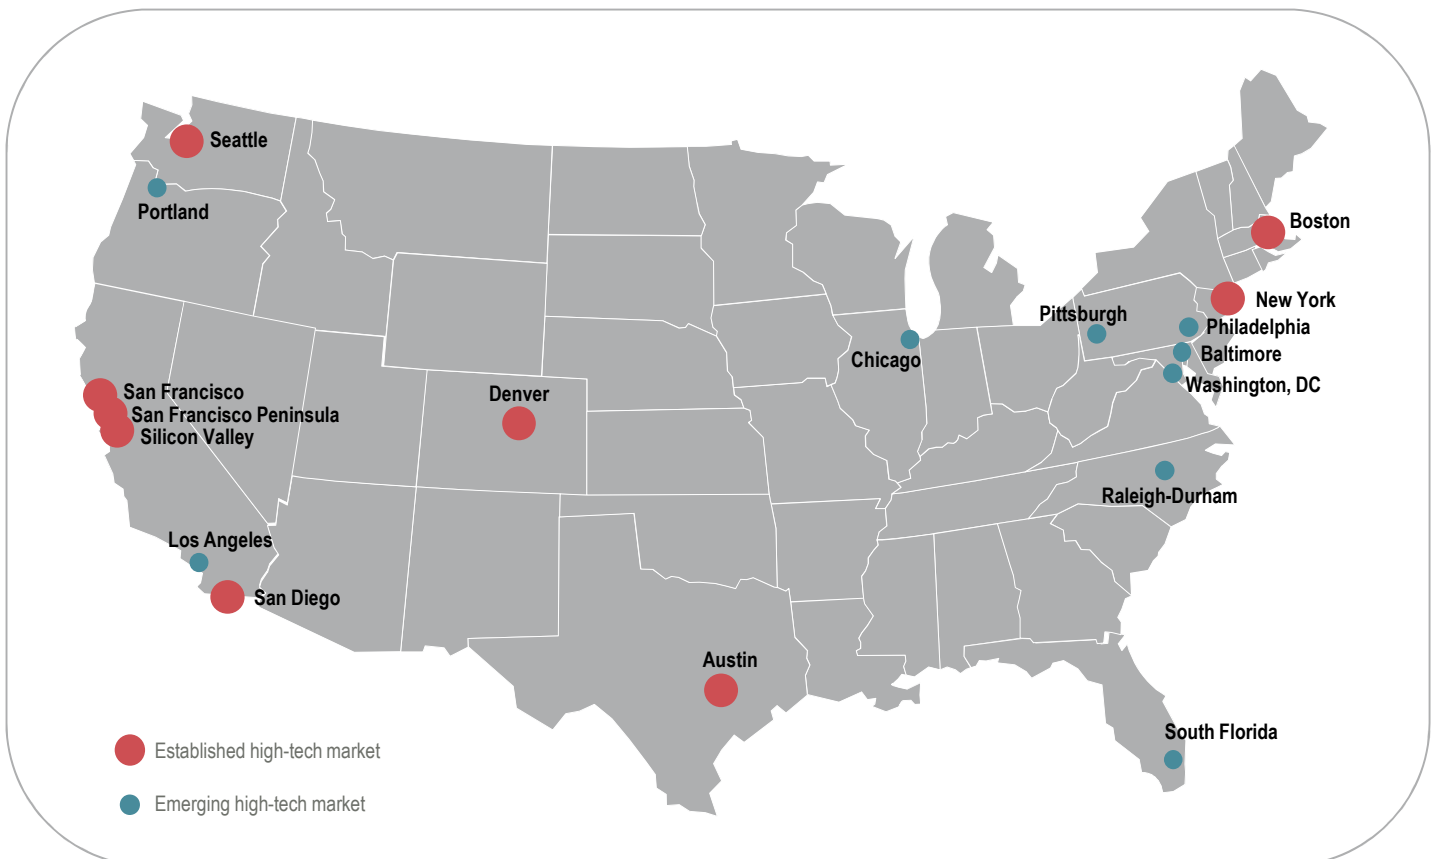 Seattle
Portland
Boston
New York
Pittsburgh
Philadelphia
Chicago
Baltimore
Washington, DC
San Francisco
San Francisco Peninsula
Silicon Valley
Denver
Raleigh-Durham
Los Angeles
San Diego
Austin
South Florida
Established high-tech market
Emerging high-tech market